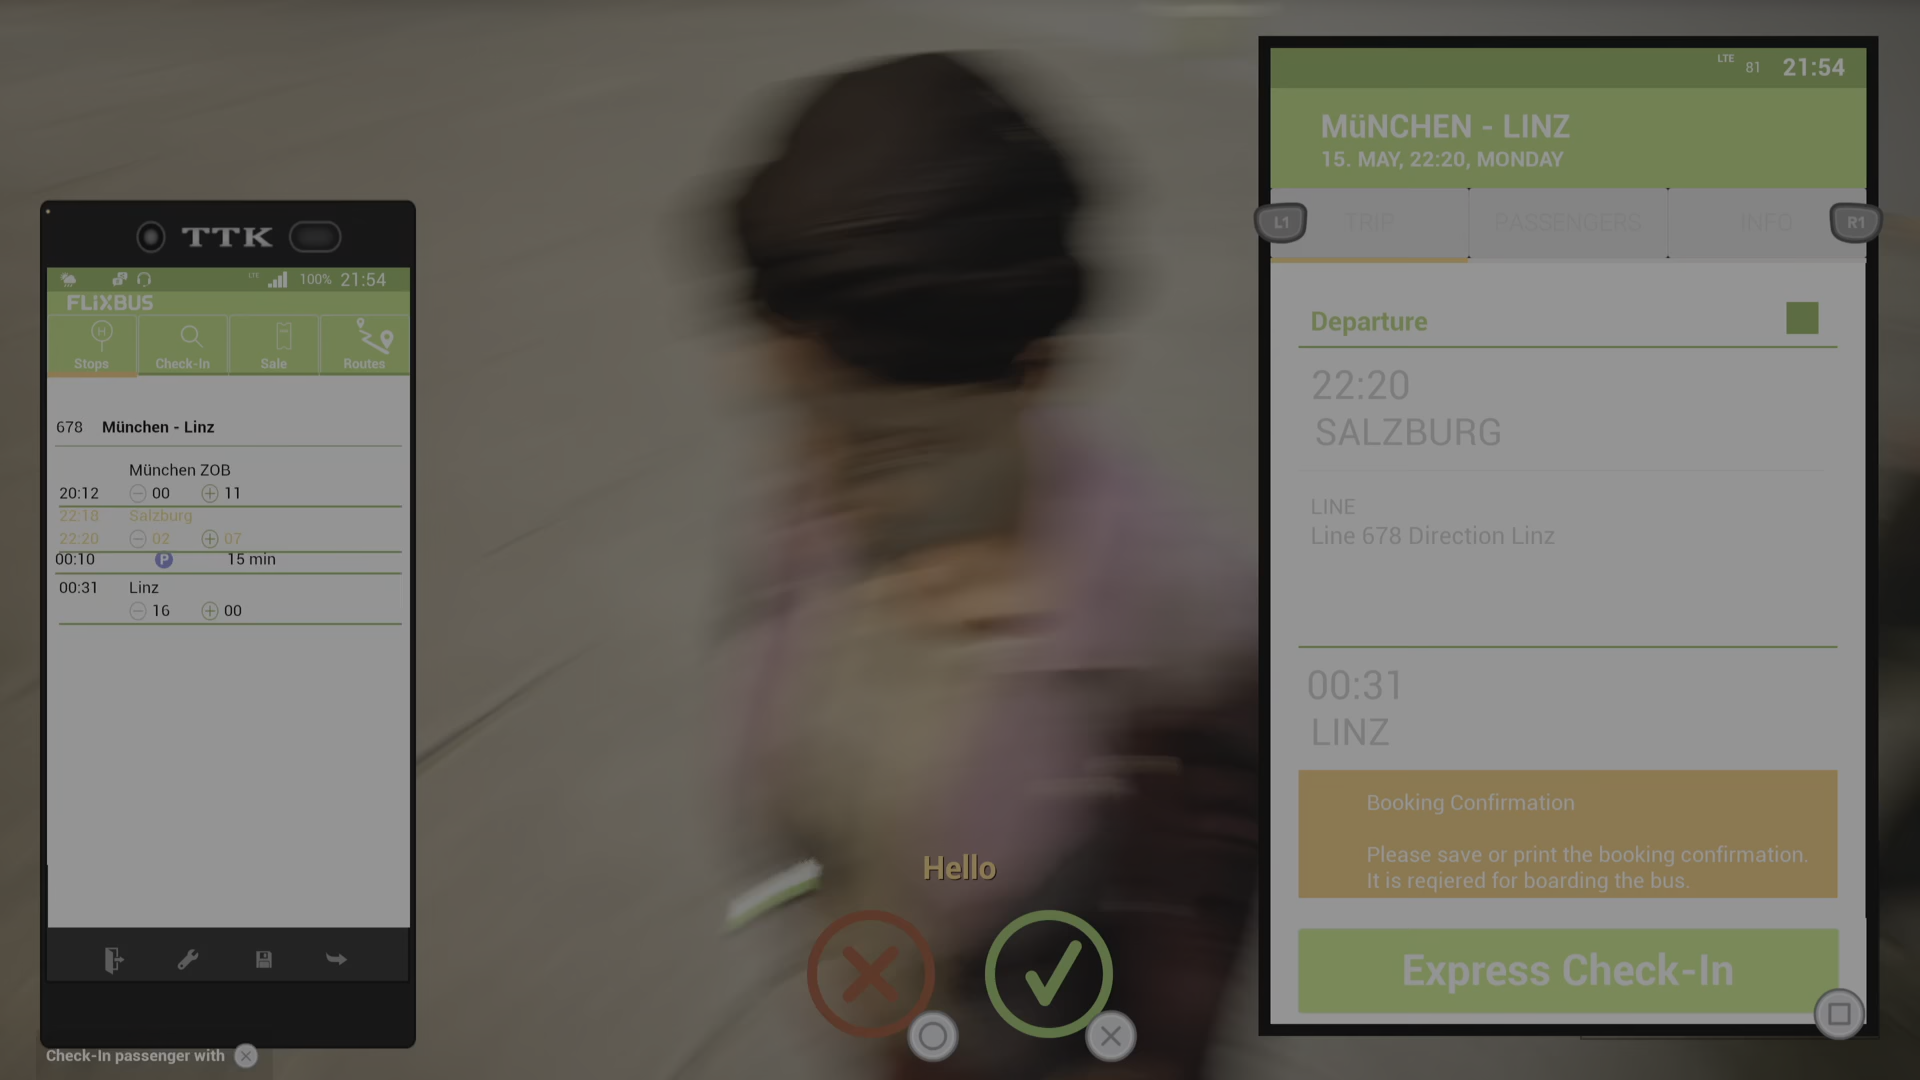 TTK
LTE 100% 21:54
FLiXBUS
Stops Check-In Sale Routes
678 München - Linz
München ZOB
20:12 00 11
22:18 Salzburg
22:20 02 07
00:10 P 15 min
00:31 Linz
16 00
Check-In passenger with
Hello
LTE 81 21:54
MüNCHEN - LINZ
15. MAY, 22:20, MONDAY
L1 TRIP PASSENGERS INFO R1
Departure
22:20
SALZBURG
LINE
Line 678 Direction Linz
00:31
LINZ
Booking Confirmation
Please save or print the booking confirmation.
It is reqiered for boarding the bus.
Express Check-In